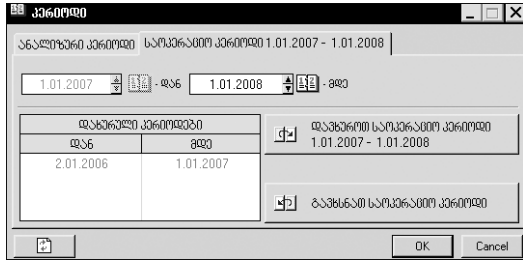 პერიოდი
ანალიზური პერიოდი საოპერაციო პერიოდი 1.01.2007 - 1.01.2008
1.01.2007 - დან 1.01.2008 - მდე
დახურული პერიოდები
დან მდე
2.01.2006 1.01.2007
დავხუროთ საოპერაციო პერიოდი
1.01.2007 - 1.01.2008
გავხსნათ საოპერაციო პერიოდი
OK Cancel